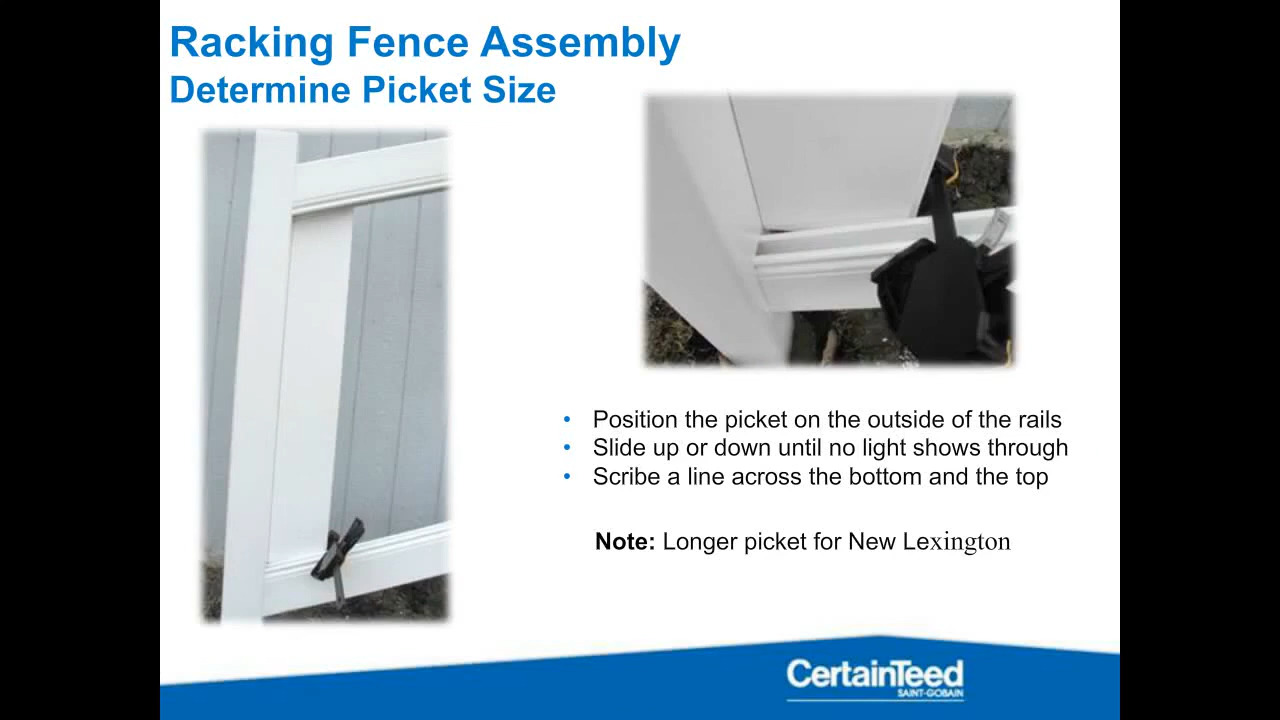 Racking Fence Assembly
Determine Picket Size
• Position the picket on the outside of the rails
• Slide up or down until no light shows through
• Scribe a line across the bottom and the top
Note: Longer picket for New Lexington
CertainTeed
SAINT-GOBAIN